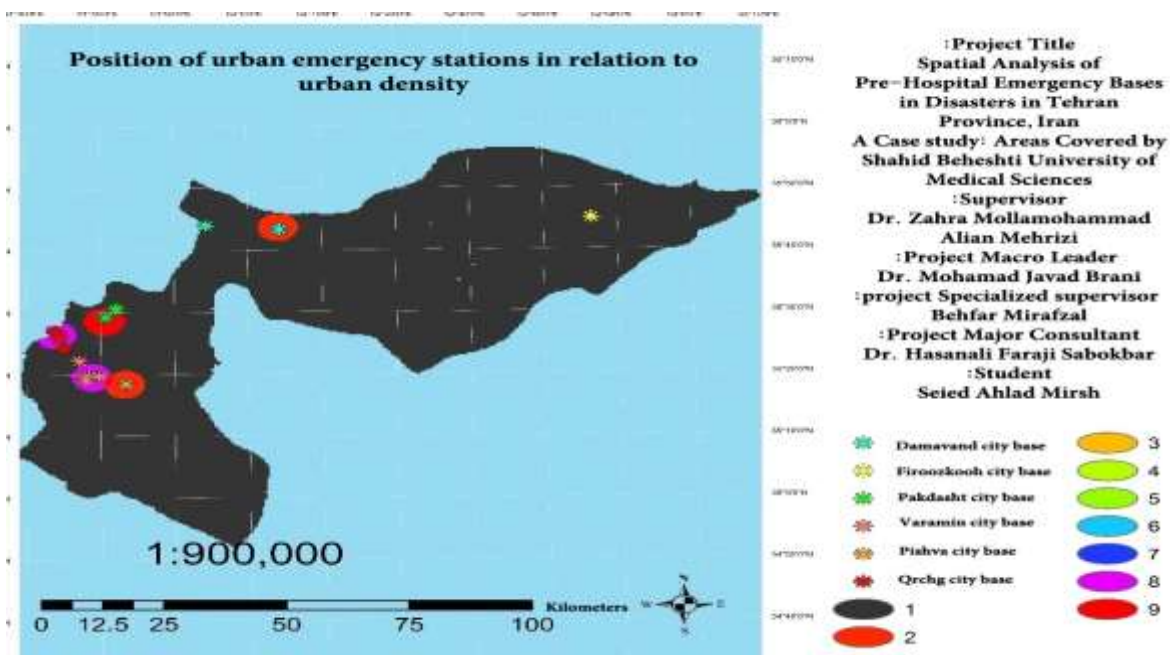 Position of urban emergency stations in relation to
urban density
1:900,000
Kilometers
0 12.5 25 50 75 100
N
W E
S
:Project Title
Spatial Analysis of
Pre-Hospital Emergency Bases
in Disasters in Tehran
Province, Iran
A Case study: Areas Covered by
Shahid Beheshti University of
Medical Sciences
:Supervisor
Dr. Zahra Mollamohammad
Alian Mehrizi
:Project Macro Leader
Dr. Mohamad Javad Brani
:project Specialized supervisor
Behfar Mirafzal
:Project Major Consultant
Dr. Hasanali Faraji Sabokbar
:Student
Seied Ahlad Mirsh
Damavand city base
Firoozkooh city base
Pakdasht city base
Varamin city base
Pishva city base
Qrchg city base
1
2
3
4
5
6
7
8
9